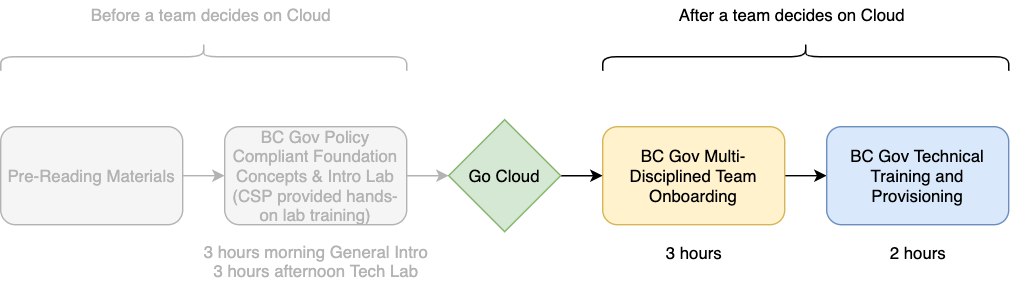 Before a team decides on Cloud
After a team decides on Cloud
Pre-Reading Materials
BC Gov Policy
Compliant Foundation
Concepts & Intro Lab
(CSP provided hands-
on lab training)
Go Cloud
BC Gov Multi-
Disciplined Team
Onboarding
BC Gov Technical
Training and
Provisioning
3 hours morning General Intro
3 hours afternoon Tech Lab
3 hours
2 hours